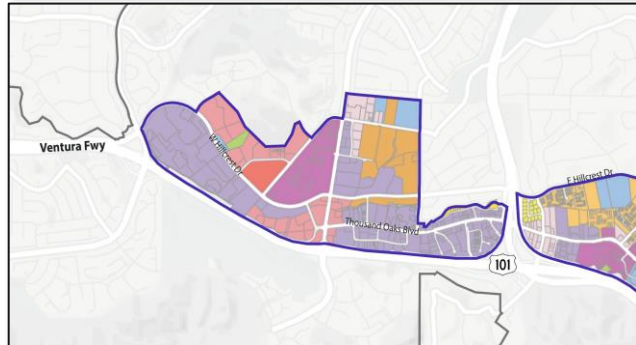 Ventura Fwy
W Hillcrest Dr
E Hillcrest Dr
Thousand Oaks Blvd
101